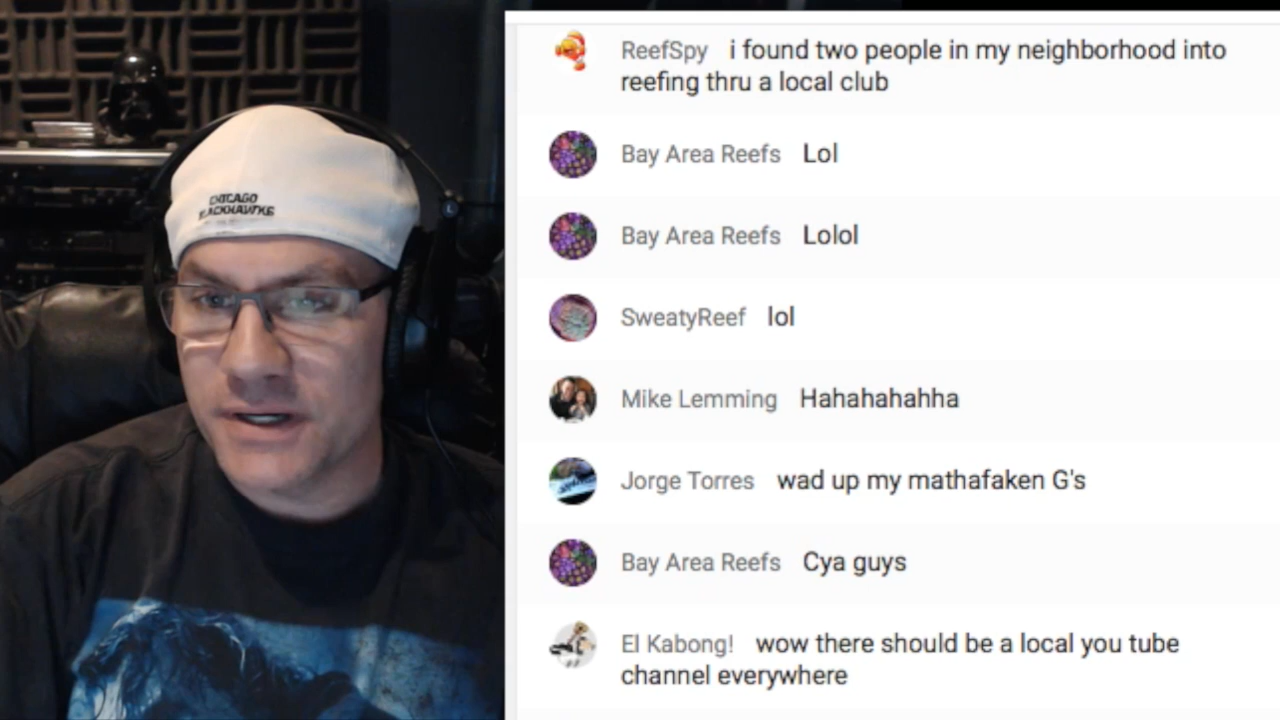 ReefSpy i found two people in my neighborhood into
reefing thru a local club
Bay Area Reefs Lol
Bay Area Reefs Lolol
SweatyReef lol
Mike Lemming Hahahahahha
Jorge Torres wad up my mathafaken G's
Bay Area Reefs Cya guys
El Kabong! wow there should be a local you tube
channel everywhere
CHICAGO
BLACKHAWKS
L